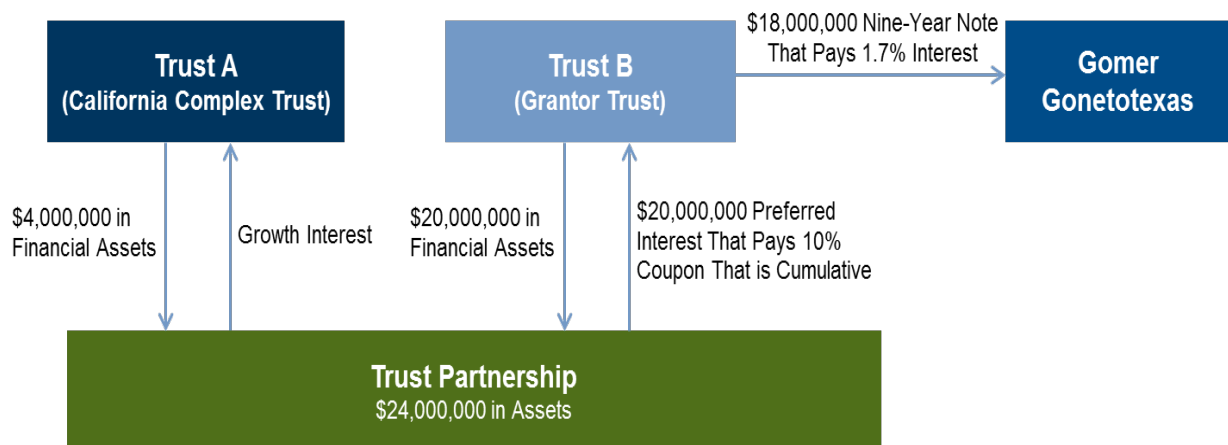 Trust A
(California Complex Trust)
Trust B
(Grantor Trust)
$18,000,000 Nine-Year Note
That Pays 1.7% Interest
Gomer
Gonetotexas
$4,000,000 in
Financial Assets
Growth Interest
$20,000,000 in
Financial Assets
$20,000,000 Preferred
Interest That Pays 10%
Coupon That is Cumulative
Trust Partnership
$24,000,000 in Assets